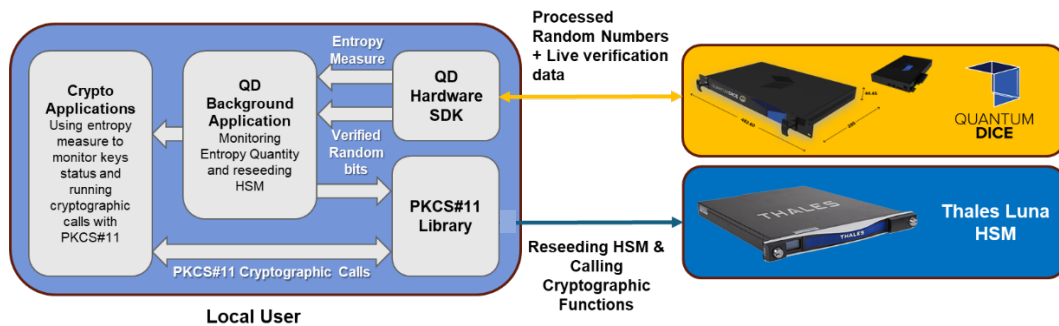 Crypto
Applications:
Using entropy
measure to
monitor keys
status and
running
cryptographic
calls with
PKCS#11
QD
Background
Application
Monitoring
Entropy Quantity
and reseeding
HSM
Entropy
Measure
QD
Hardware
SDK
Verified
Random
bits
PKCS#11
Library
PKCS#11 Cryptographic Calls
Local User
Processed
Random Numbers
+ Live verification
data
QUANTUM
DICE
Reseeding HSM &
Calling
Cryptographic
Functions
THALES
THALES
Thales Luna
HSM